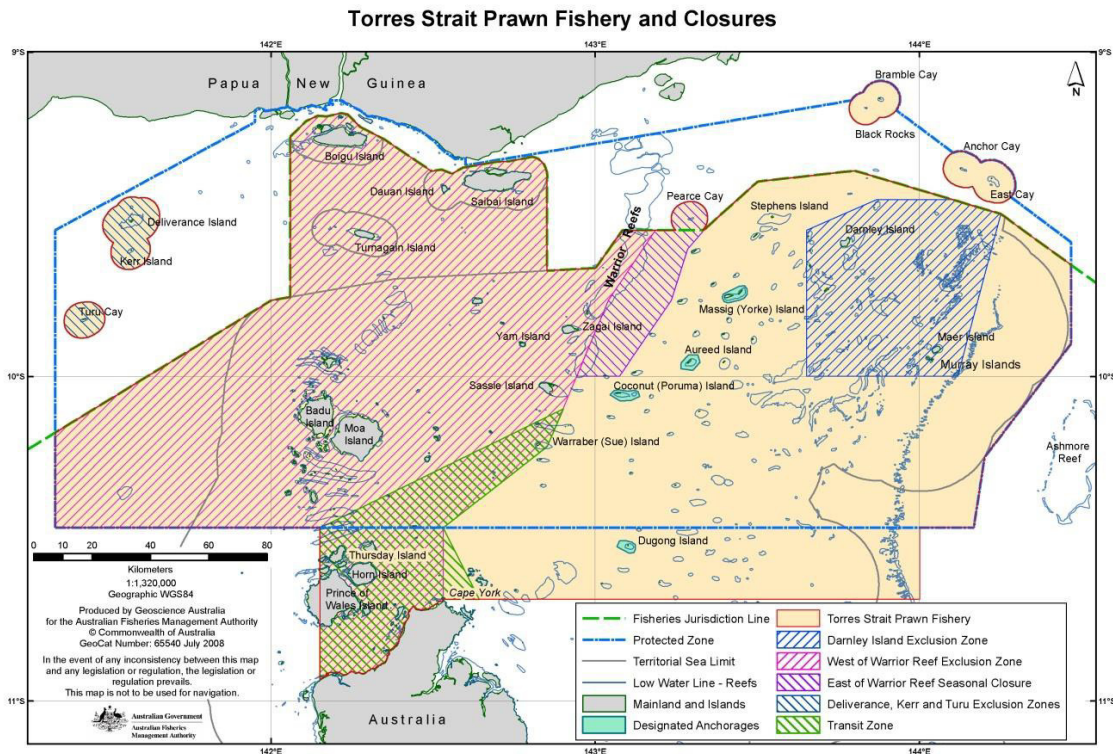 Torres Strait Prawn Fishery and Closures
142°E
143°E
144°E
9°S
9°S
Papua New Guinea
N
Bramble Cay
Black Rocks
Anchor Cay
East Cay
Boigu Island
Dauan Island
Saibai Island
Pearce Cay
Stephens Island
Deliverance Island
Kerr Island
Turnagain Island
Warrior Reefs
Darnley Island
Turu Cay
Massig (Yorke) Island
Zagai Island
Yam Island
Maer Island
Aureed Island
Murray Islands
10°S
10°S
Sassie Island
Coconut (Poruma) Island
Badu
Island
Moa
Island
Warraber (Sue) Island
Ashmore
Reef
0 10 20 40 60 80
Kilometers
1:1,320,000
Geographic WGS84
Produced by Geoscience Australia
for the Australian Fisheries Management Authority
© Commonwealth of Australia
GeoCat Number: 65540 July 2008
In the event of any inconsistency between this map
and any legislation or regulation, the legislation or
regulation prevails.
This map is not to be used for navigation.
Australian Government
Australian Fisheries
Management Authority
Thursday Island
Horn Island
Prince of
Wales Island
Cape York
Dugong Island
Australia
Fisheries Jurisdiction Line
Protected Zone
Territorial Sea Limit
Low Water Line - Reefs
Mainland and Islands
Designated Anchorages
Torres Strait Prawn Fishery
Darnley Island Exclusion Zone
West of Warrior Reef Exclusion Zone
East of Warrior Reef Seasonal Closure
Deliverance, Kerr and Turu Exclusion Zones
Transit Zone
11°S
11°S
142°E
143°E
144°E